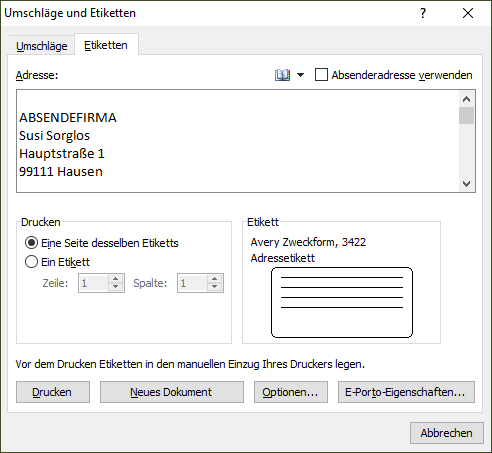 Umschläge und Etiketten
Umschläge Etiketten
Adresse: Absenderadresse verwenden
ABSENDEFIRMA
Susi Sorglos
Hauptstraße 1
99111 Hausen
Drucken
Eine Seite desselben Etiketts
Ein Etikett
Zeile: 1 Spalte: 1
Etikett
Avery Zweckform, 3422
Adressetikett
Vor dem Drucken Etiketten in den manuellen Einzug Ihres Druckers legen.
Drucken Neues Dokument Optionen... E-Porto-Eigenschaften...
Abbrechen